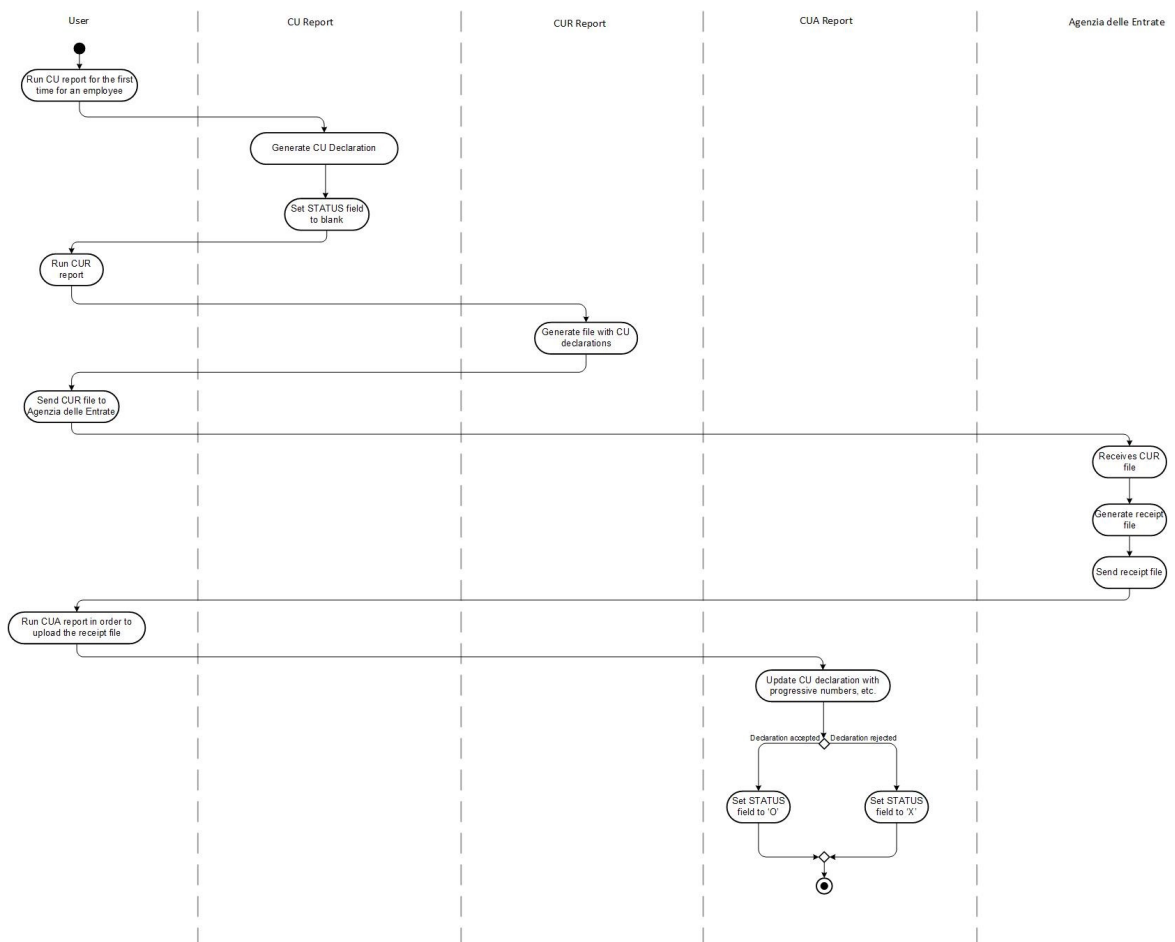 User
CU Report
CUR Report
CUA Report
Agenzia delle Entrate
Run CU report for the first
time for an employee
Generate CU Declaration
Set STATUS field
to blank
Run CUR
report
Generate file with CU
declarations
Send CUR file to
Agenzia delle Entrate
Receives CUR
file
Generate receipt
file
Send receipt file
Run CUA report in order to
upload the receipt file
Update CU declaration with
progressive numbers, etc.
Declaration accepted
Declaration rejected
Set STATUS
field to 'O'
Set STATUS
field to 'X'